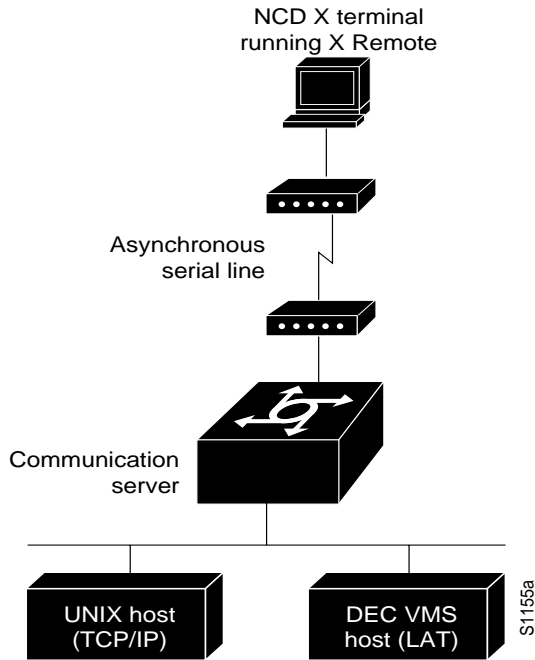 NCD X terminal
running X Remote
Asynchronous
serial line
Communication
server
UNIX host
(TCP/IP)
DEC VMS
host (LAT)
S1155a